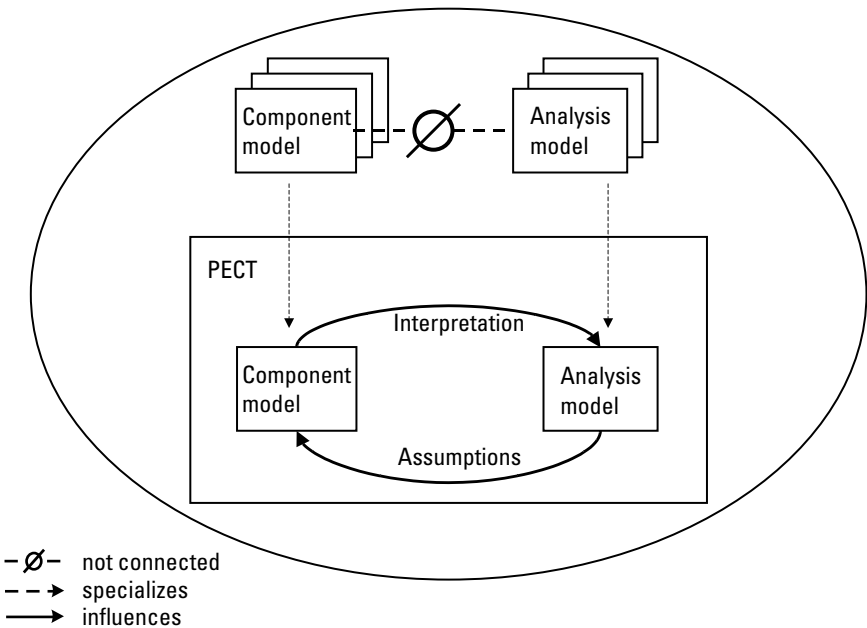 Component
model
Analysis
model
PECT
Interpretation
Component
model
Analysis
model
Assumptions
not connected
specializes
influences